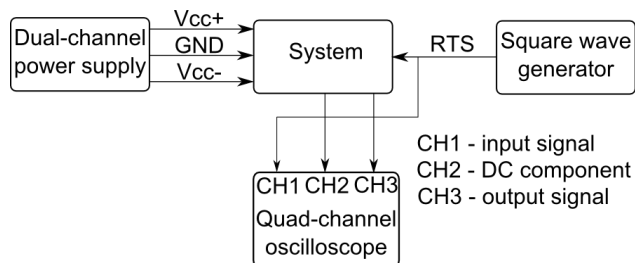 Dual-channel
power supply
Vcc+
GND
Vcc-
System
RTS
Square wave
generator
CH1 - input signal
CH2 - DC component
CH3 - output signal
CH1 CH2 CH3
Quad-channel
oscilloscope